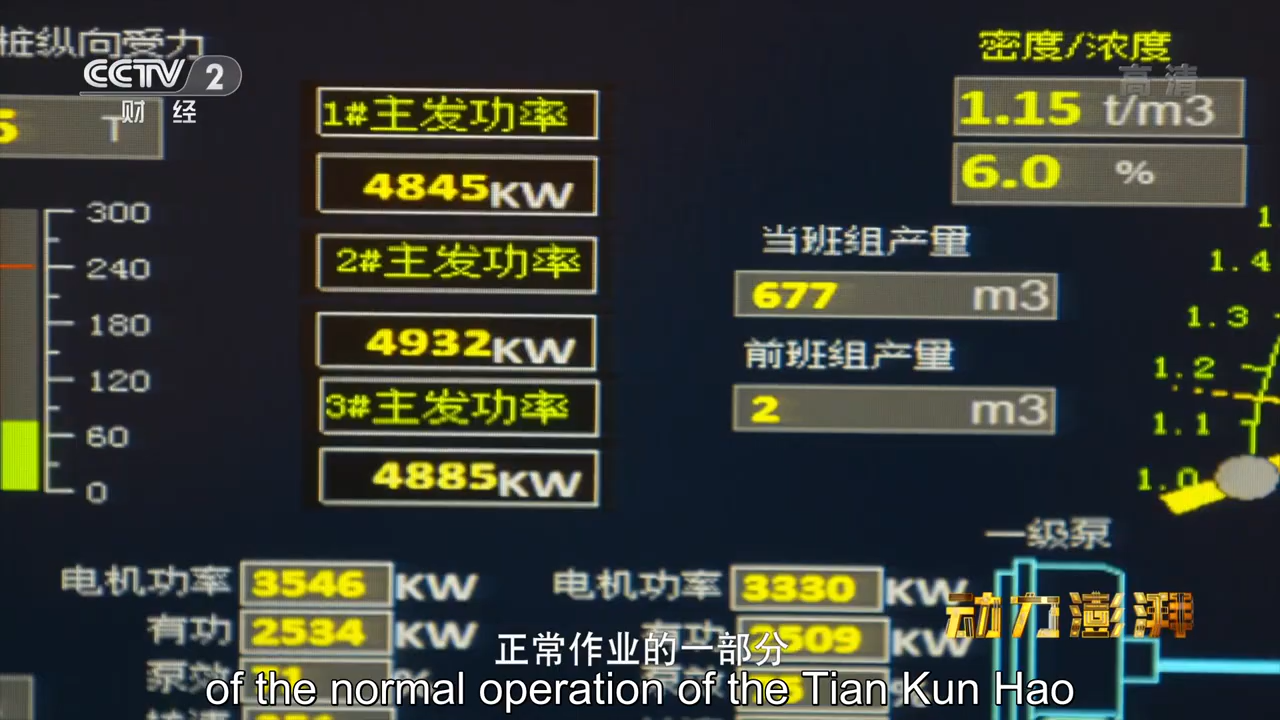 桩纵向受力
CCTV 2
财 经
T
300
240
180
120
60
0
1#主发功率
4845KW
2#主发功率
4932KW
3#主发功率
4885KW
密度/浓度
高清
1.15 t/m3
6.0 %
当班组产量
677 m3
前班组产量
2 m3
1.4
1.3
1.2
1.1
1.0
一级泵
电机功率 3546 KW
有功 2534 KW
泵效
电机功率 3330 KW
有功 2509 KW
动力澎湃
正常作业的一部分
of the normal operation of the Tian Kun Hao